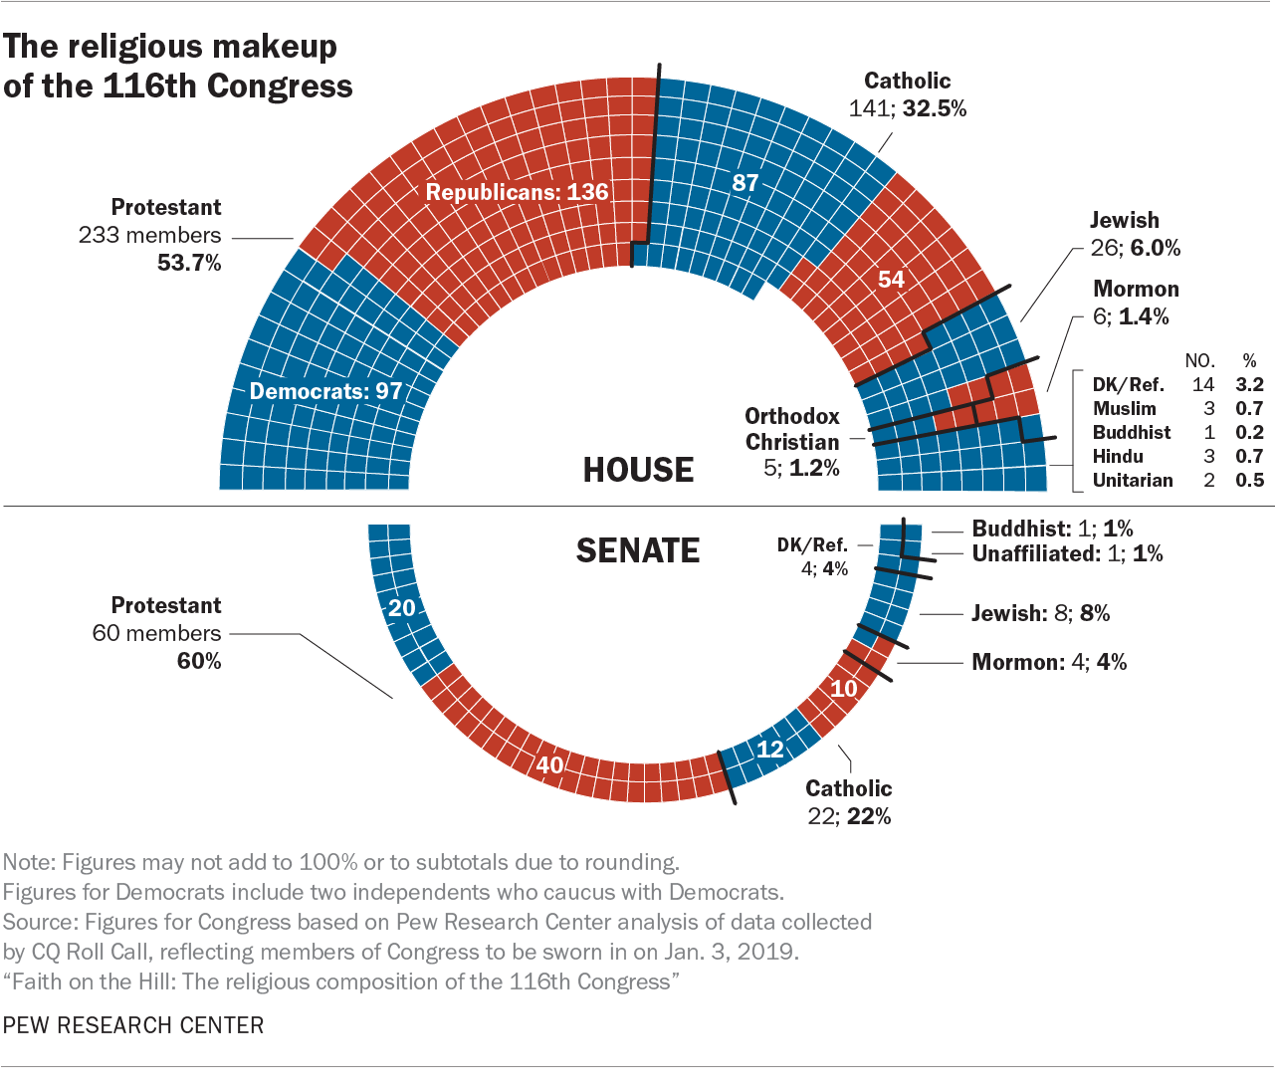 The religious makeup
of the 116th Congress
Catholic
141; 32.5%
87
Republicans: 136
Protestant
233 members
53.7%
Jewish
26; 6.0%
54
Mormon
6; 1.4%
NO. %
DK/Ref. 14 3.2
Muslim 3 0.7
Buddhist 1 0.2
Hindu 3 0.7
Unitarian 2 0.5
Democrats: 97
Orthodox
Christian
5; 1.2%
HOUSE
SENATE
DK/Ref.
4; 4%
Buddhist: 1; 1%
Unaffiliated: 1; 1%
Protestant
60 members
60%
20
Jewish: 8; 8%
Mormon: 4; 4%
10
12
40
Catholic
22; 22%
Note: Figures may not add to 100% or to subtotals due to rounding.
Figures for Democrats include two independents who caucus with Democrats.
Source: Figures for Congress based on Pew Research Center analysis of data collected
by CQ Roll Call, reflecting members of Congress to be sworn in on Jan. 3, 2019.
“Faith on the Hill: The religious composition of the 116th Congress”
PEW RESEARCH CENTER